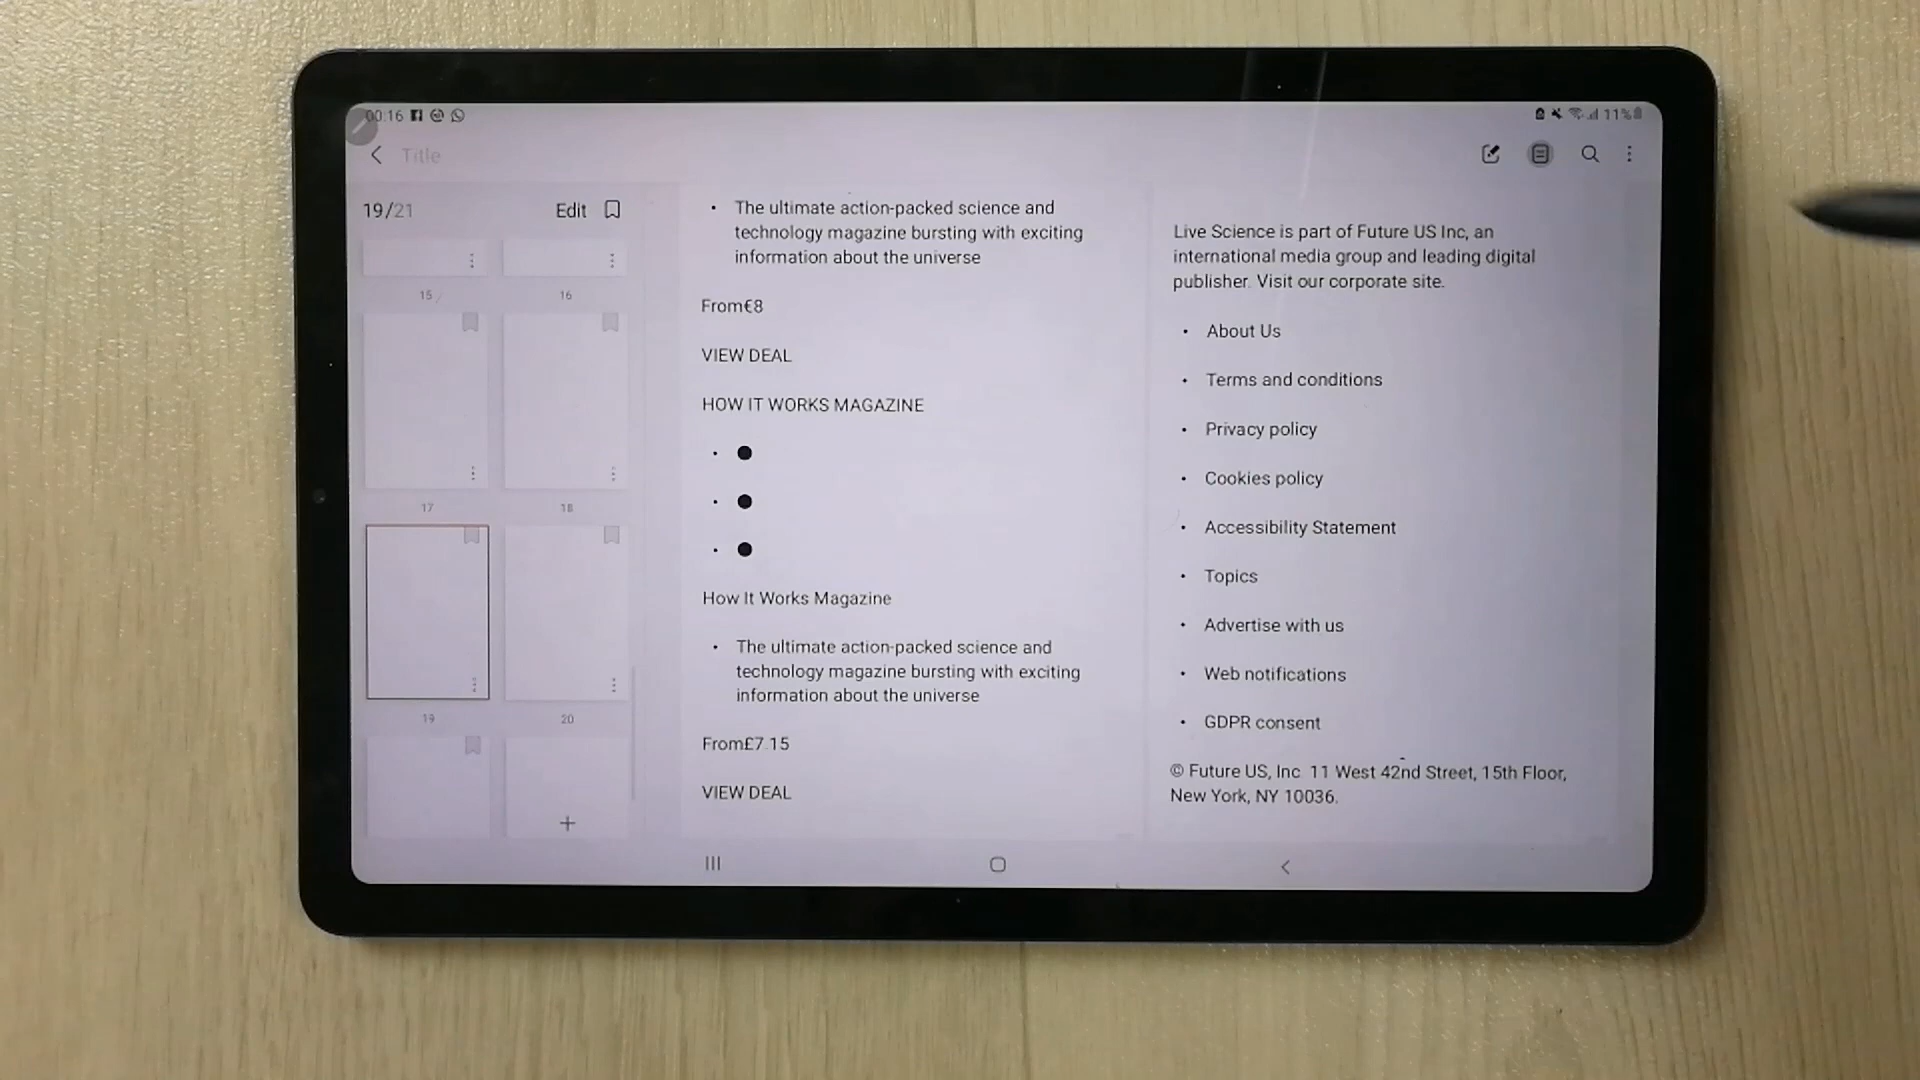 00:16
11%
Title
19/21
Edit
15
16
17
18
19
20
The ultimate action-packed science and
technology magazine bursting with exciting
information about the universe
From€8
VIEW DEAL
HOW IT WORKS MAGAZINE
How It Works Magazine
The ultimate action-packed science and
technology magazine bursting with exciting
information about the universe
From£7.15
VIEW DEAL
Live Science is part of Future US Inc, an
international media group and leading digital
publisher. Visit our corporate site.
About Us
Terms and conditions
Privacy policy
Cookies policy
Accessibility Statement
Topics
Advertise with us
Web notifications
GDPR consent
© Future US, Inc 11 West 42nd Street, 15th Floor,
New York, NY 10036.